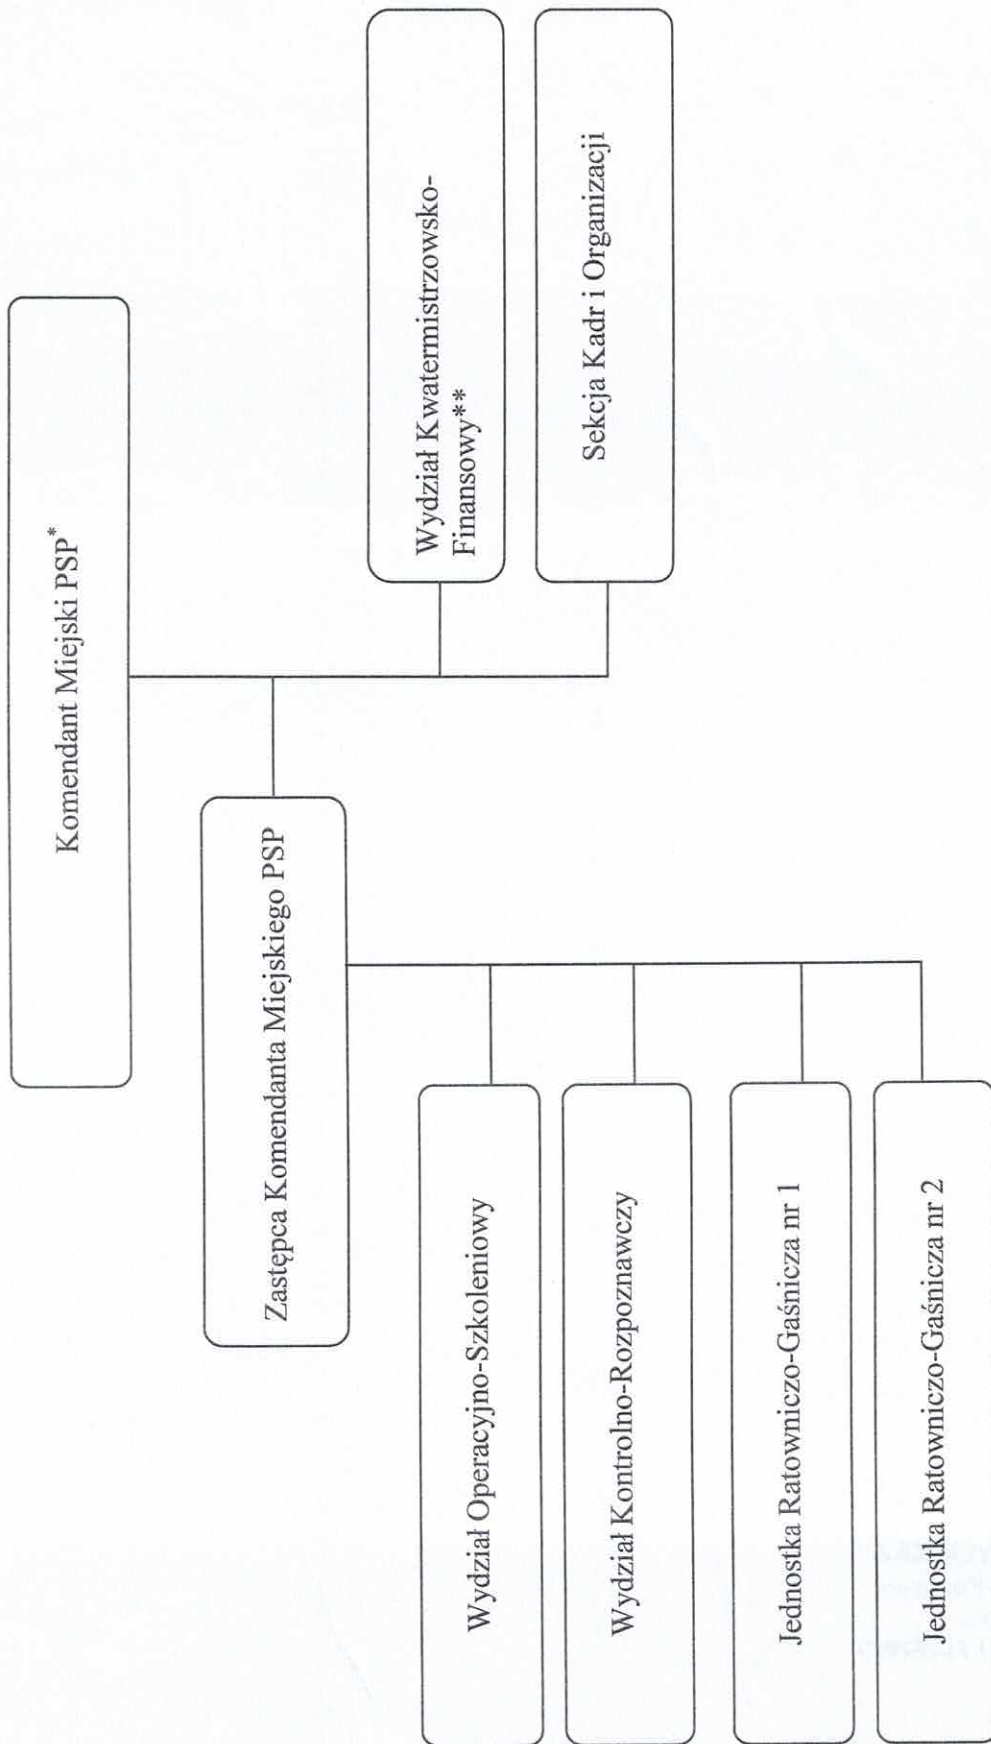 Komendant Miejski PSP*
Zastępca Komendanta Miejskiego PSP
Wydział Operacyjno-Szkoleniowy
Wydział Kontrolno-Rozpoznawczy
Jednostka Ratowniczo-Gaśnicza nr 1
Jednostka Ratowniczo-Gaśnicza nr 2
Wydział Kwatermistrzowsko-
Finansowy**
Sekcja Kadr i Organizacji